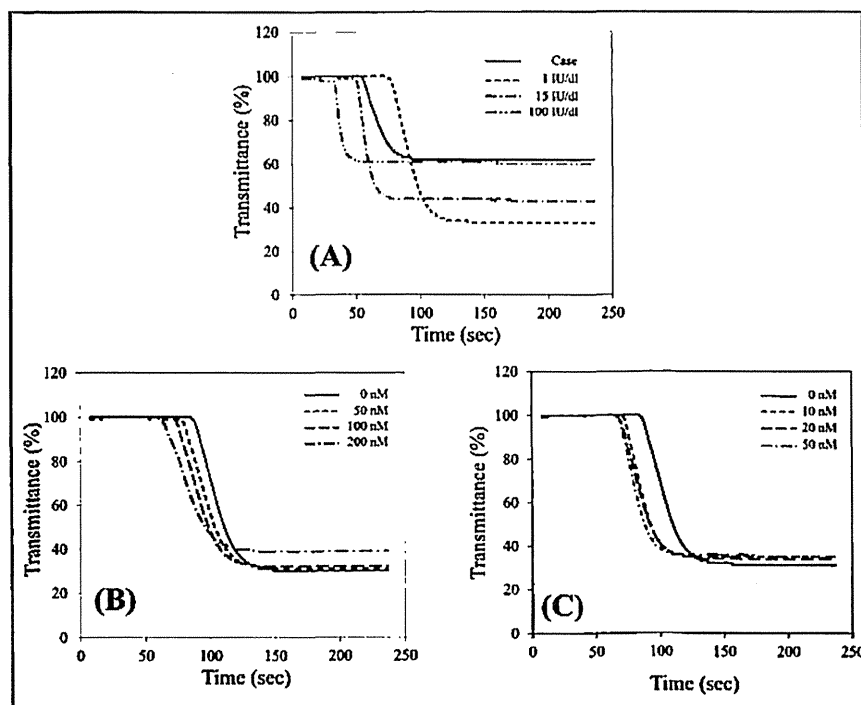 120
100
80
60
40
20
0
Transmittance (%)
Case
1 IU/dl
15 IU/dl
100 IU/dl
(A)
0 50 100 150 200 250
Time (sec)
120
100
80
60
40
20
0
Transmittance (%)
0 nM
50 nM
100 nM
200 nM
(B)
0 50 100 150 200 250
Time (sec)
120
100
80
60
40
20
0
Transmittance (%)
0 nM
10 nM
20 nM
50 nM
(C)
0 50 100 150 200 250
Time (sec)